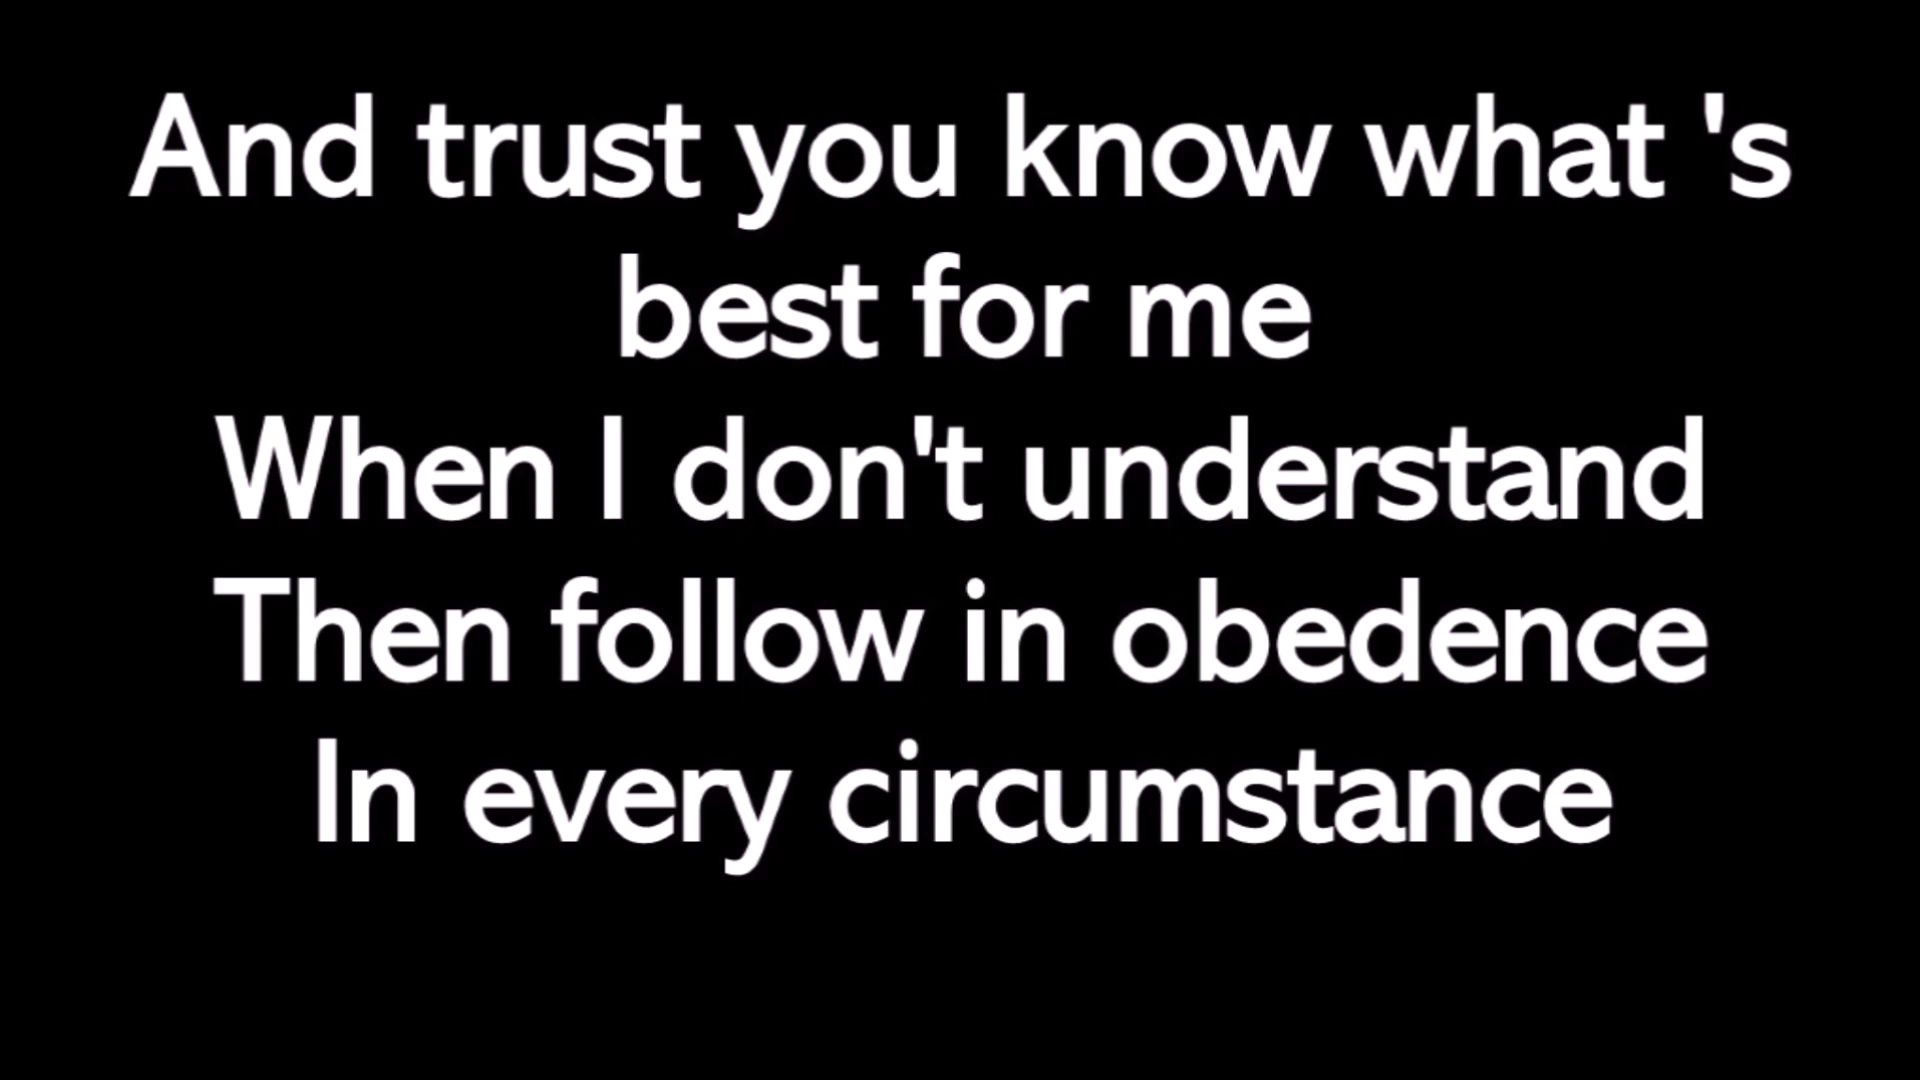 And trust you know what 's
best for me
When I don't understand
Then follow in obedence
In every circumstance